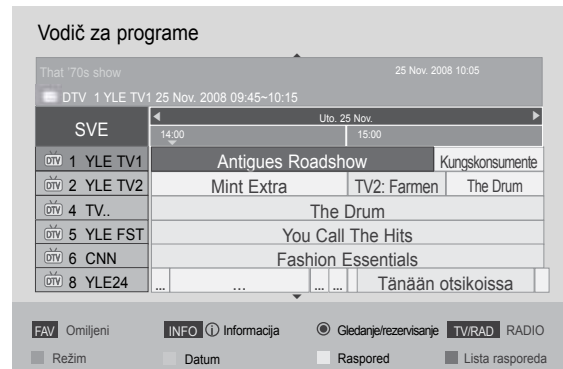 Vodič za programe
That '70s show 25 Nov. 2008 10:05
DTV 1 YLE TV1 25 Nov. 2008 09:45~10:15
SVE
Uto. 25 Nov.
14:00 15:00
DTV 1 YLE TV1 Antigues Roadshow Kungskonsumente
DTV 2 YLE TV2 Mint Extra TV2: Farmen The Drum
DTV 4 TV.. The Drum
DTV 5 YLE FST You Call The Hits
DTV 6 CNN Fashion Essentials
DTV 8 YLE24 ... ... ... ... Tänään otsikoissa
FAV Omiljeni INFO i Informacija Gledanje/rezervisanje TV/RAD RADIO
Režim Datum Raspored Lista rasporeda